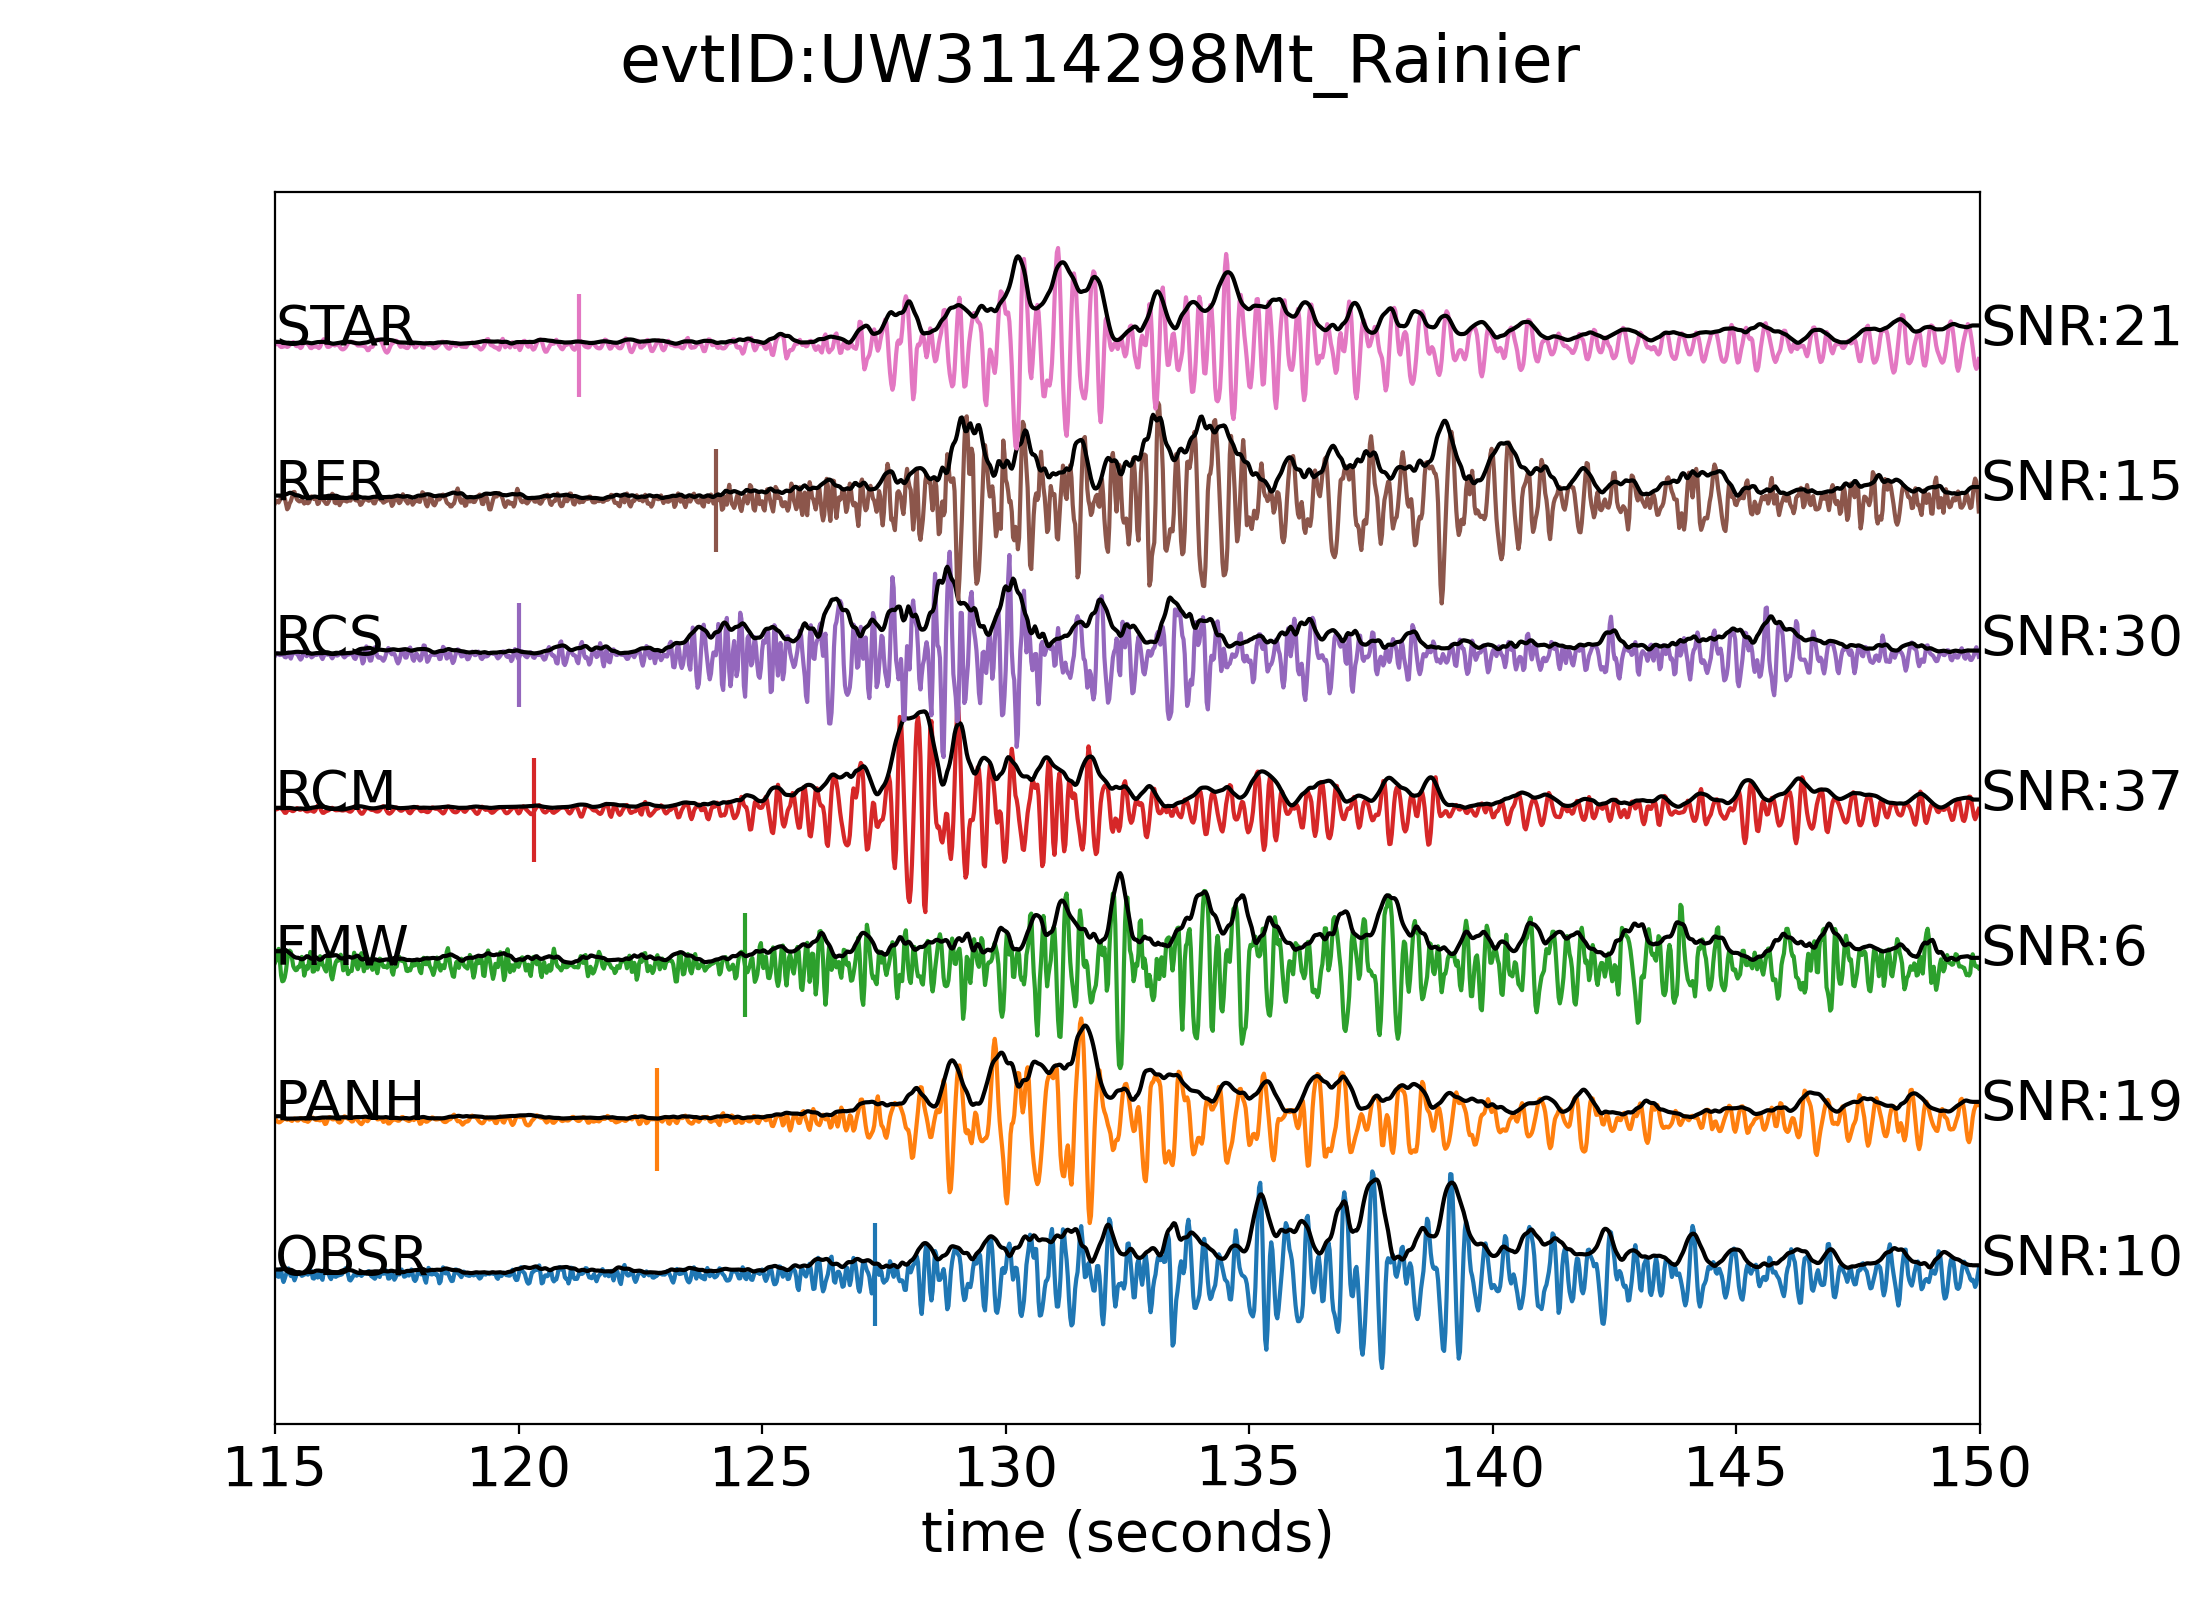 evtID:UW3114298Mt_Rainier
STAR SNR:21
RER SNR:15
RCS SNR:30
RCM SNR:37
FMW SNR:6
PANH SNR:19
OBSR SNR:10
115 120 125 130 135 140 145 150
time (seconds)